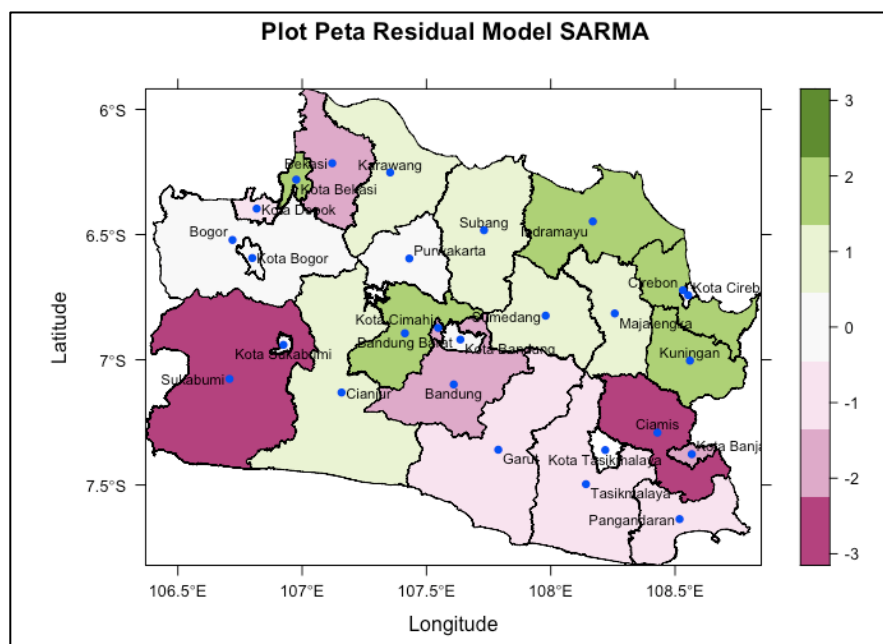 Plot Peta Residual Model SARMA
6°S
6.5°S
7°S
7.5°S
Latitude
106.5°E
107°E
107.5°E
108°E
108.5°E
Longitude
3
2
1
0
-1
-2
-3
Bekasi
Karawang
Kota Bekasi
Kota Depok
Bogor
Kota Bogor
Subang
Indramayu
Purwakarta
Cirebon
Kota Cireb
Kota Cimahi
Sumedang
Majalengka
Bandung Barat
Kota Bandung
Kota Sukabumi
Kuningan
Sukabumi
Cianjur
Bandung
Ciamis
Kota Banja
Garut
Kota Tasikmalaya
Tasikmalaya
Pangandaran